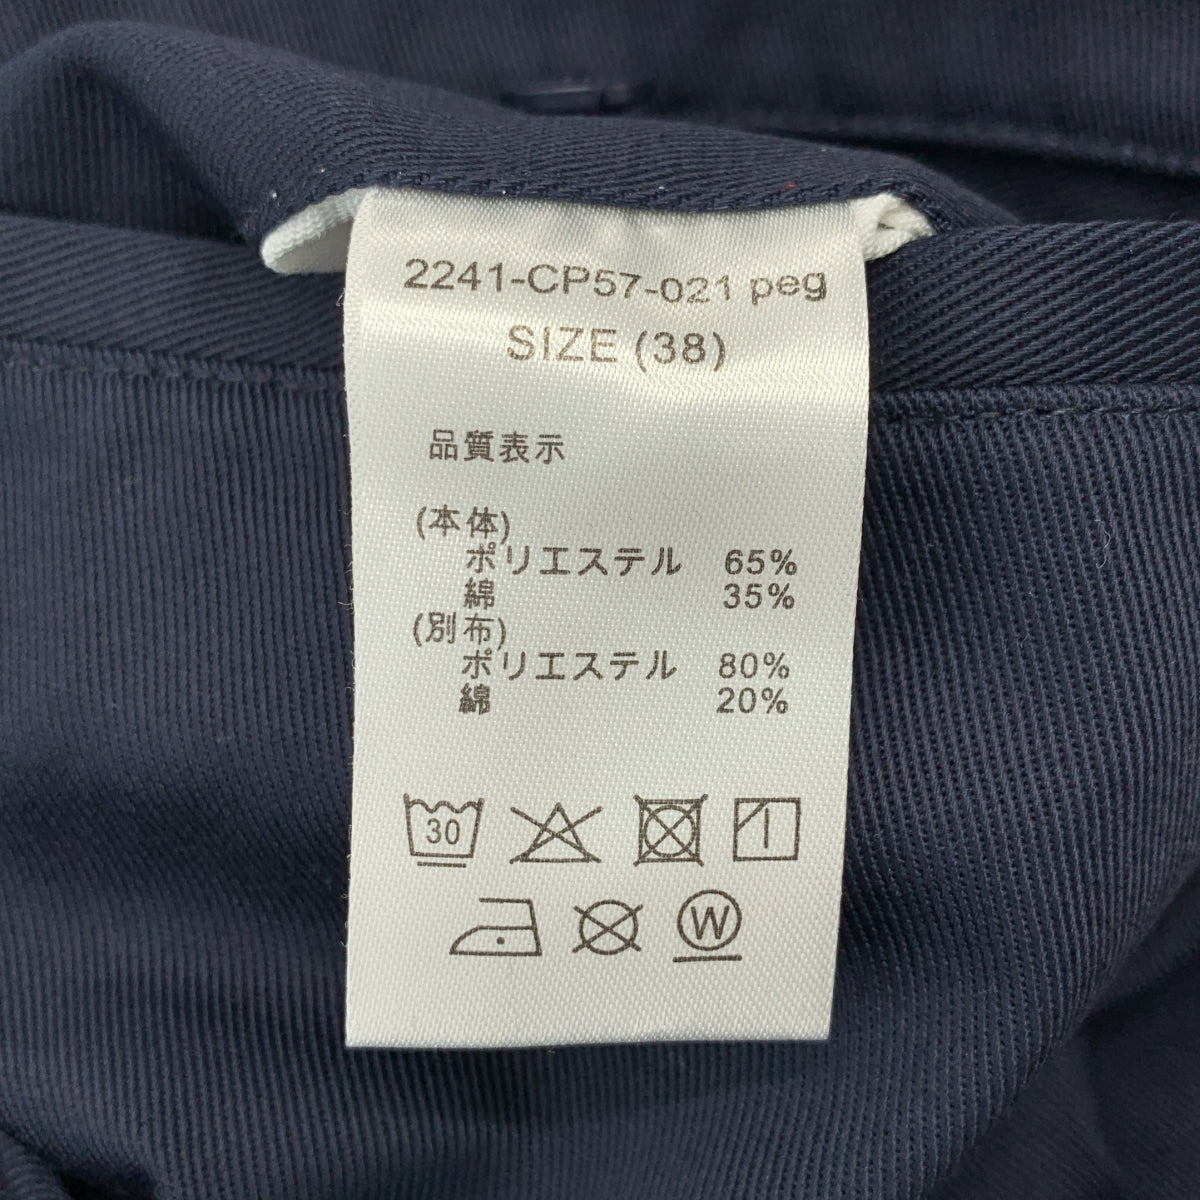 2241-CP57-021 peg
SIZE (38)
品質表示
(本体)
ポリエステル 65%
綿 35%
(別布)
ポリエステル 80%
綿 20%
30
W